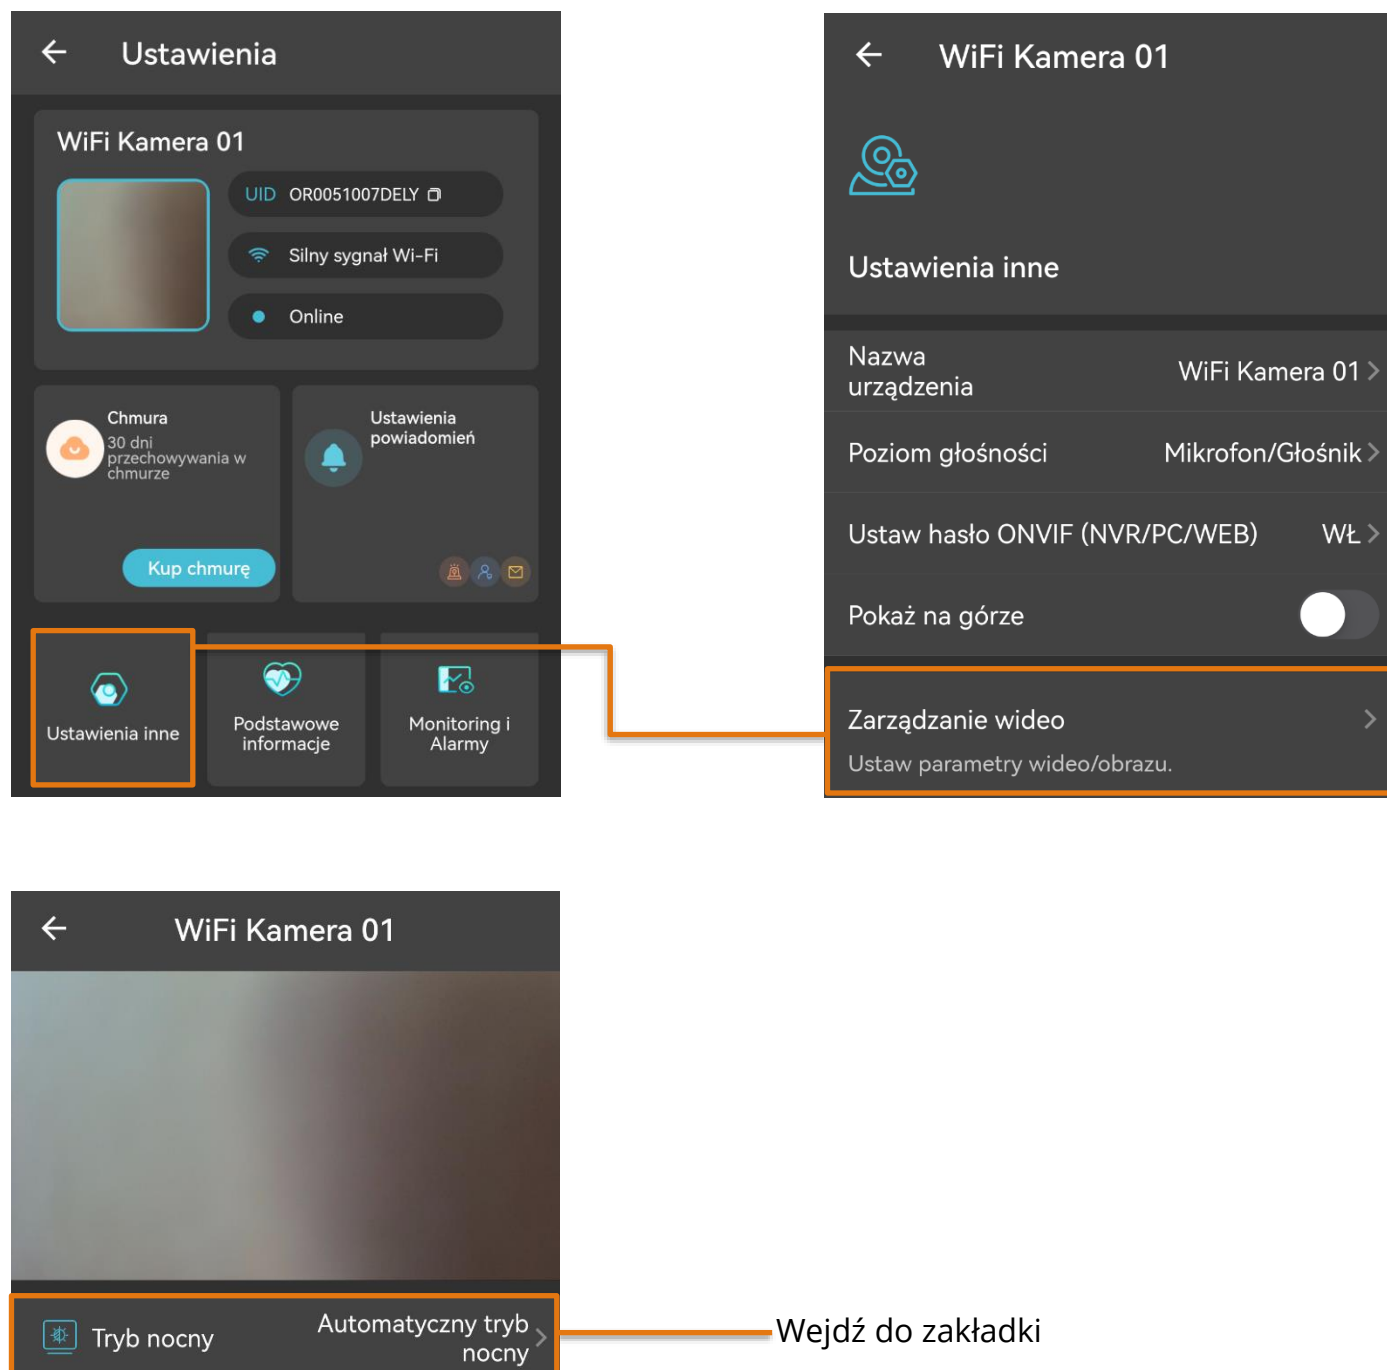 Ustawienia
WiFi Kamera 01
UID OR0051007DELY
Silny sygnał Wi-Fi
Online
Chmura
30 dni
przechowywania w
chmurze
Kup chmurę
Ustawienia
powiadomień
Ustawienia inne
Podstawowe
informacje
Monitoring i
Alarmy
WiFi Kamera 01
Ustawienia inne
Nazwa
urządzenia
WiFi Kamera 01
Poziom głośności Mikrofon/Głośnik
Ustaw hasło ONVIF (NVR/PC/WEB) WŁ
Pokaż na górze
Zarządzanie wideo
Ustaw parametry wideo/obrazu.
WiFi Kamera 01
Tryb nocny
Automatyczny tryb
nocny
Wejdź do zakładki